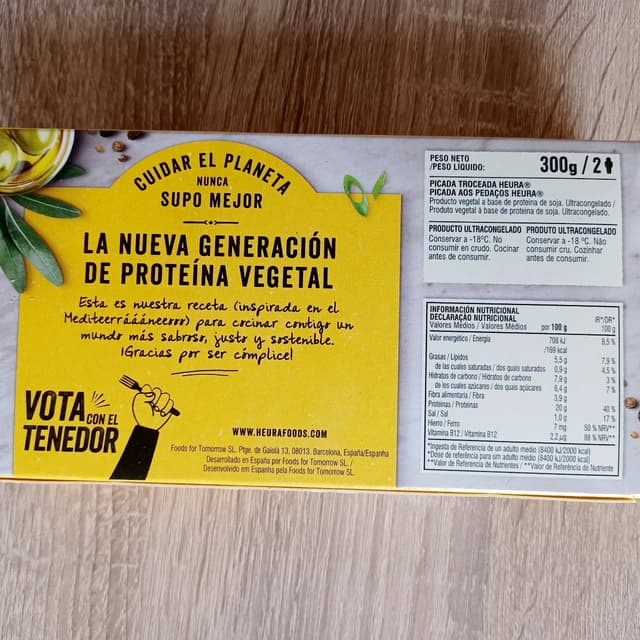 CUIDAR EL PLANETA
NUNCA
SUPO MEJOR
LA NUEVA GENERACIÓN
DE PROTEÍNA VEGETAL
Esta es nuestra receta (inspirada en el
Mediteerráááneeoor) para cocinar contigo un
mundo más sabroso, justo y sostenible.
¡Gracias por ser cómplice!
VOTA
CON EL
TENEDOR
WWW.HEURAFOODS.COM
Foods for Tomorrow SL. Ptge. de Gaiolà 13, 08013. Barcelona, España/Espanha
Desarrollado en España por Foods for Tomorrow SL. /
Desenvolvido em Espanha pela Foods for Tomorrow SL.
PESO NETO
/PESO LÍQUIDO:
300g / 2
PICADA TROCEADA HEURA®
PICADA AOS PEDAÇOS HEURA®
Producto vegetal a base de proteína de soja. Ultracongelado /
Produto vegetal à base de proteína de soja. Ultracongelado.
PRODUCTO ULTRACONGELADO
Conservar a -18ºC. No
consumir en crudo. Cocinar
antes de consumir.
PRODUTO ULTRACONGELADO
Conservar a -18 ºC. Não
consumir cru. Cozinhar
antes de consumir.
INFORMACIÓN NUTRICIONAL
DECLARAÇÃO NUTRICIONAL IR*/DR*
Valores Medios / Valores Médios por 100 g 100 g
Valor energético / Energia 708 kJ 8,5 %
/169 kcal
Grasas / Lípidos 5,5 g 7,9 %
de las cuales saturadas / dos quais saturados 0,9 g 4,5 %
Hidratos de carbono / Hidratos de carbono 7,9 g 3 %
de los cuales azúcares / dos quais açúcares 6,4 g 7 %
Fibra alimentaria / Fibra 3,9 g
Proteínas / Proteínas 20 g 40 %
Sal / Sal 1,0 g 17 %
Hierro / Ferro 7 mg 50 % NRV**
Vitamina B12 / Vitamina B12 2,2 µg 88 % NRV**
*Ingesta de Referencia de un adulto medio (8400 kJ/2000 kcal)
*Dose de referência para um adulto médio (8400 kJ/2000 kcal)
**Valor de Referencia de Nutrientes / **Valor de Referência do Nutriente